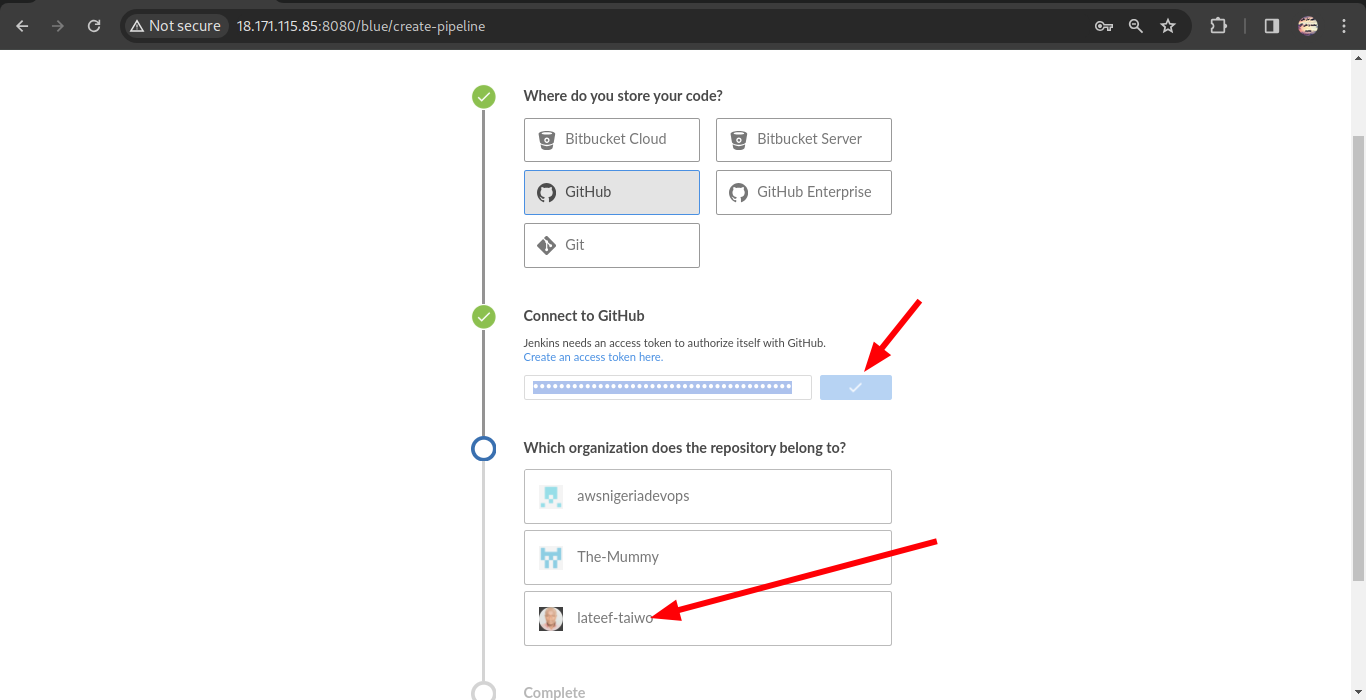 Not secure 18.171.115.85:8080/blue/create-pipeline
Where do you store your code?
Bitbucket Cloud Bitbucket Server
GitHub GitHub Enterprise
Git
Connect to GitHub
Jenkins needs an access token to authorize itself with GitHub.
Create an access token here.
Which organization does the repository belong to?
awsnigeriadevops
The-Mummy
lateef-taiwo
Complete